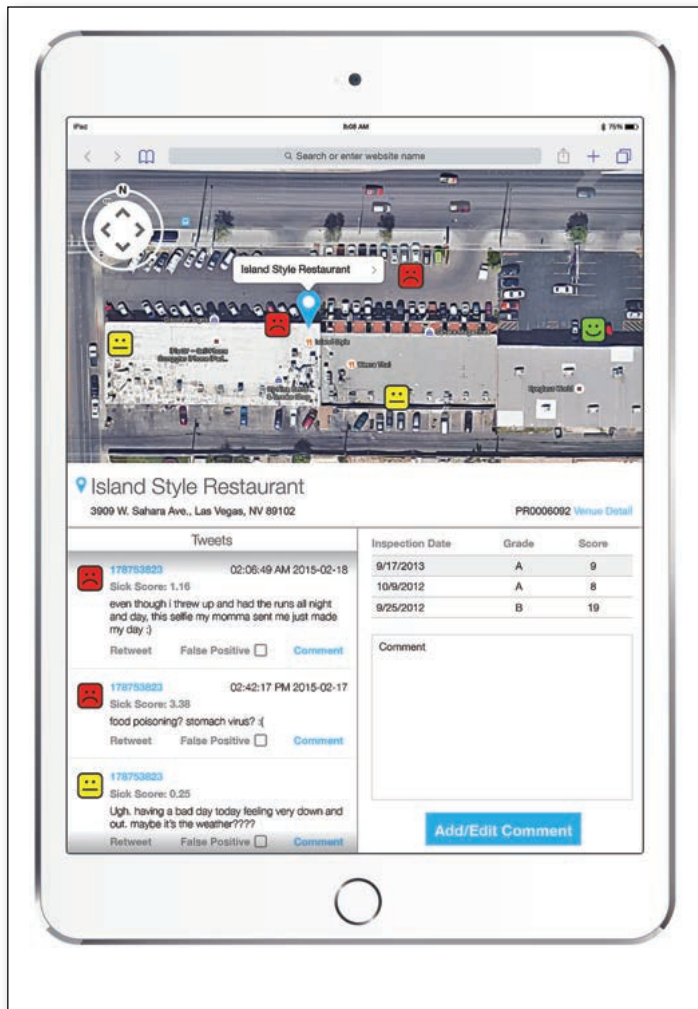 iPad
9:08 AM
75%
Search or enter website name
N
Island Style Restaurant
Island Style
Eyeglass World
Island Style Restaurant
3909 W. Sahara Ave., Las Vegas, NV 89102
PR0006092 Venue Detail
Tweets
178753823
02:06:49 AM 2015-02-18
Sick Score: 1.16
even though i threw up and had the runs all night
and day, this selfie my momma sent me just made
my day :)
Retweet False Positive Comment
178753823
02:42:17 PM 2015-02-17
Sick Score: 3.38
food poisoning? stomach virus? :(
Retweet False Positive Comment
178753823
Sick Score: 0.25
Ugh. having a bad day today feeling very down and
out. maybe it's the weather????
Retweet False Positive Comment
Inspection Date Grade Score
9/17/2013 A 9
10/9/2012 A 8
9/25/2012 B 19
Comment
Add/Edit Comment